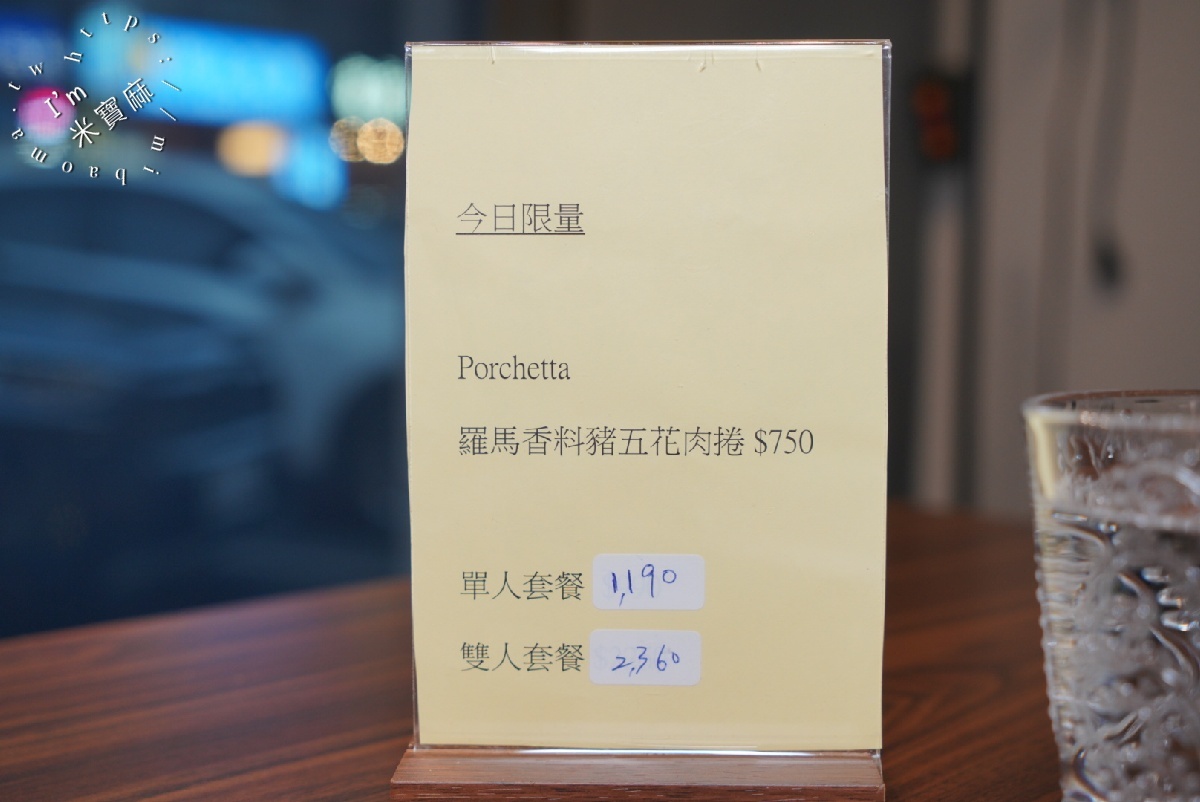 https://mibaoma.tw
I'm
米寶麻
今日限量
Porchetta
羅馬香料豬五花肉捲 $750
單人套餐 1,190
雙人套餐 2,360